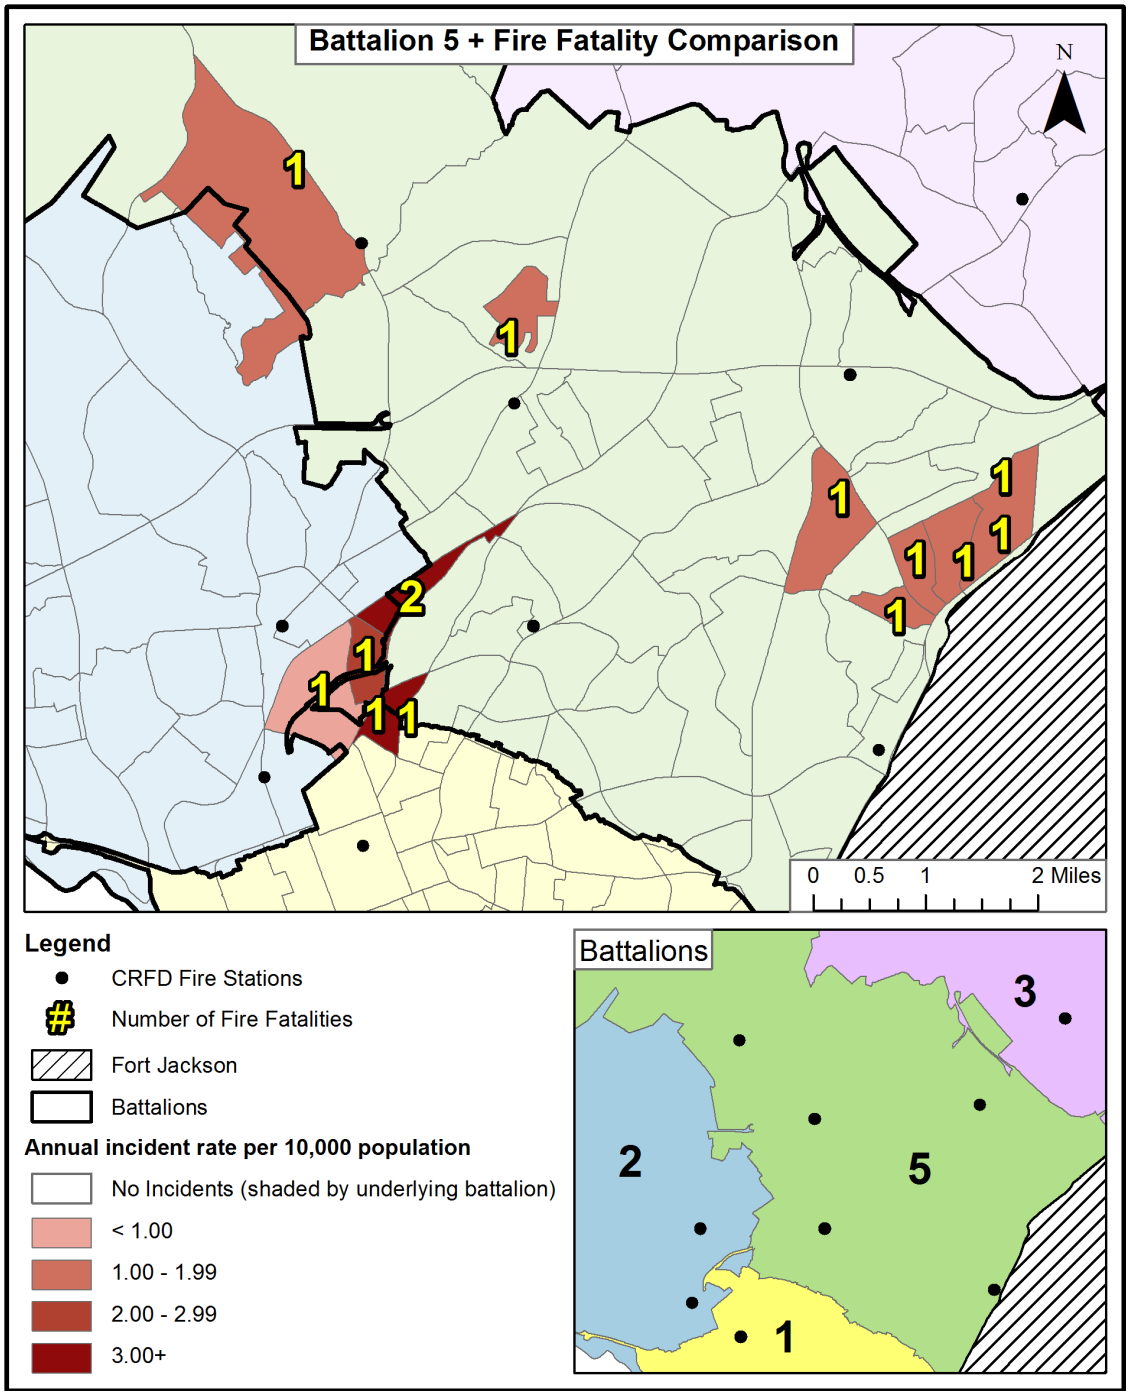 Battalion 5 + Fire Fatality Comparison
N
1
1
1
1
1
1
1
1
2
1
1
1
1
0 0.5 1 2 Miles
Legend
CRFD Fire Stations
# Number of Fire Fatalities
Fort Jackson
Battalions
Annual incident rate per 10,000 population
No Incidents (shaded by underlying battalion)
< 1.00
1.00 - 1.99
2.00 - 2.99
3.00+
Battalions
3
2
5
1